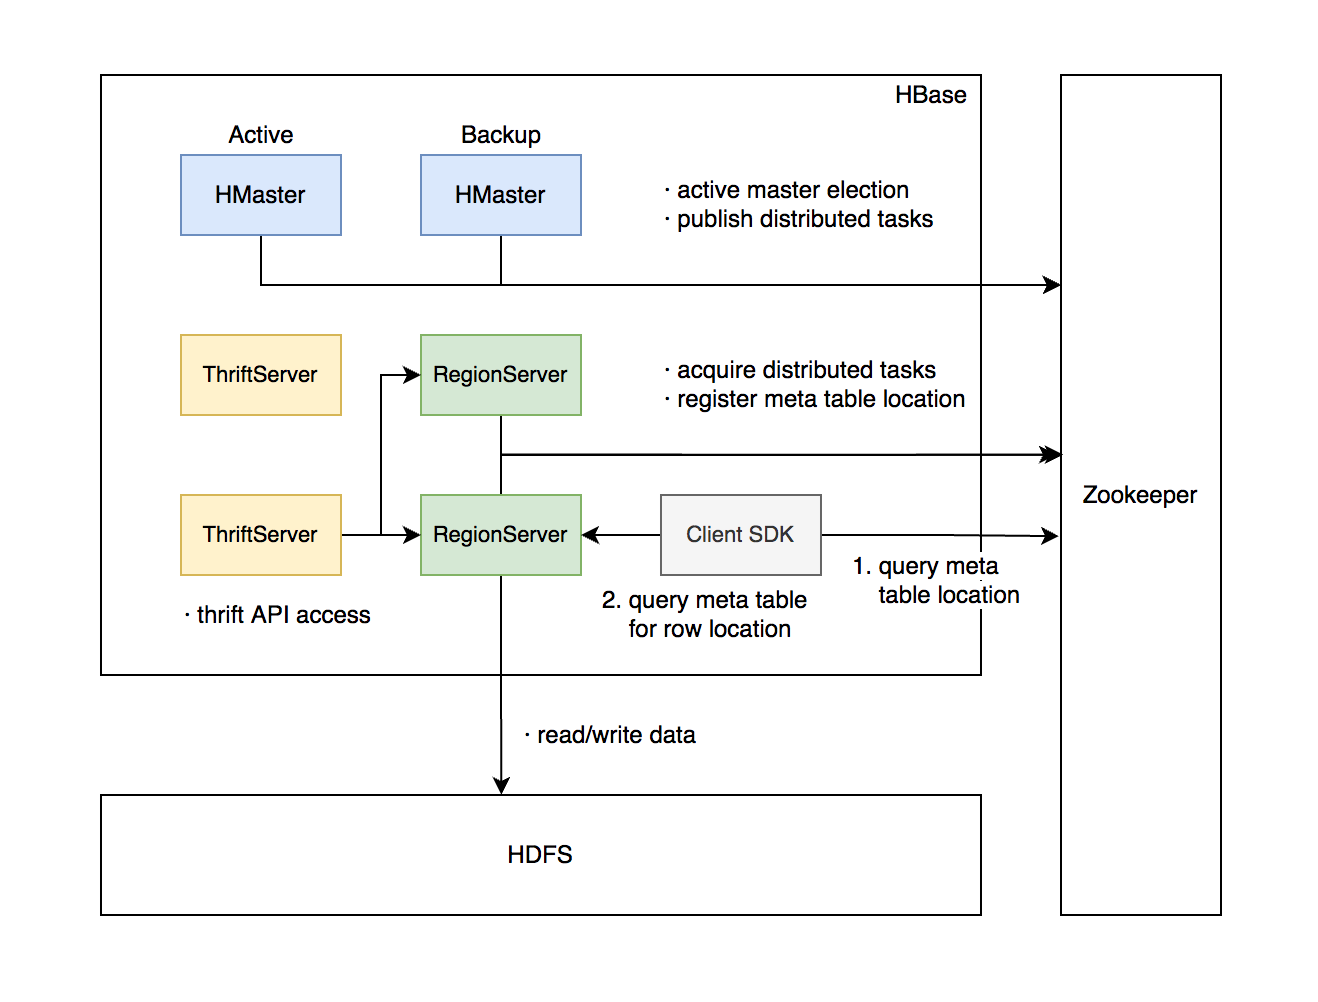 HBase
Active
Backup
HMaster
HMaster
· active master election
· publish distributed tasks
ThriftServer
RegionServer
· acquire distributed tasks
· register meta table location
Zookeeper
ThriftServer
RegionServer
Client SDK
1. query meta
table location
2. query meta table
for row location
· thrift API access
· read/write data
HDFS